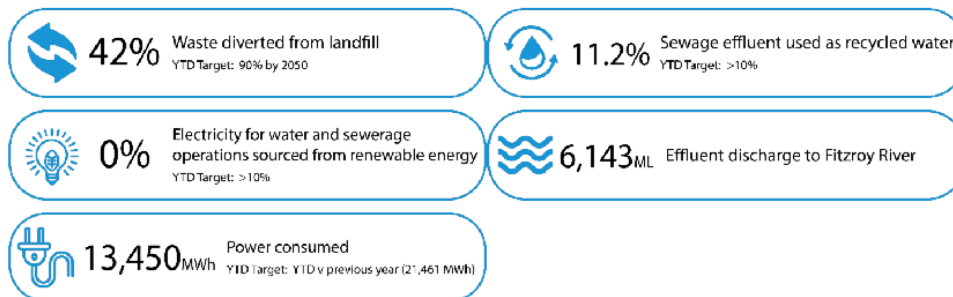 42% Waste diverted from landfill
YTD Target: 90% by 2050
11.2% Sewage effluent used as recycled water
YTD Target: >10%
0% Electricity for water and sewerage
operations sourced from renewable energy
YTD Target: >10%
6,143ML Effluent discharge to Fitzroy River
13,450MWh Power consumed
YTD Target: YTD v previous year (21,461 MWh)